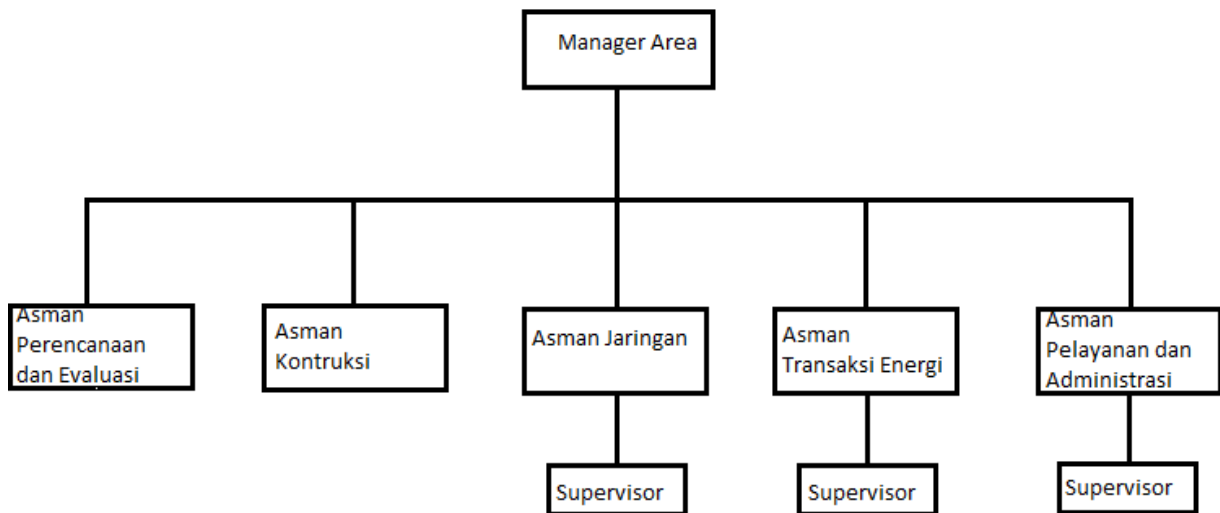 Manager Area
Asman
Perencanaan
dan Evaluasi
Asman
Kontruksi
Asman Jaringan
Asman
Transaksi Energi
Asman
Pelayanan dan
Administrasi
Supervisor
Supervisor
Supervisor